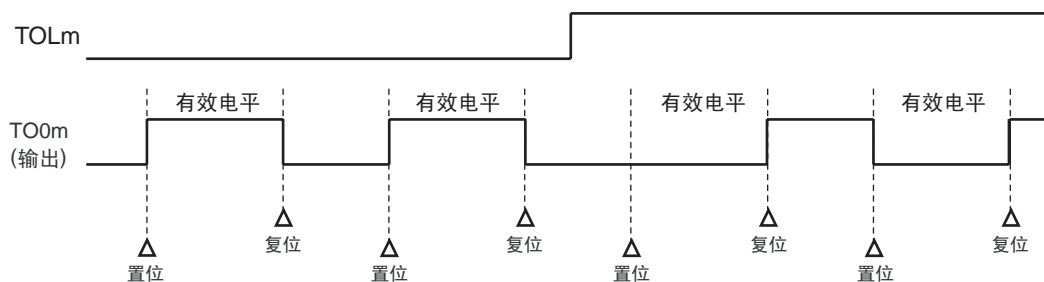 TOLm
有效电平 有效电平 有效电平 有效电平
TO0m
(输出)
复位 复位 复位 复位
置位 置位 置位 置位